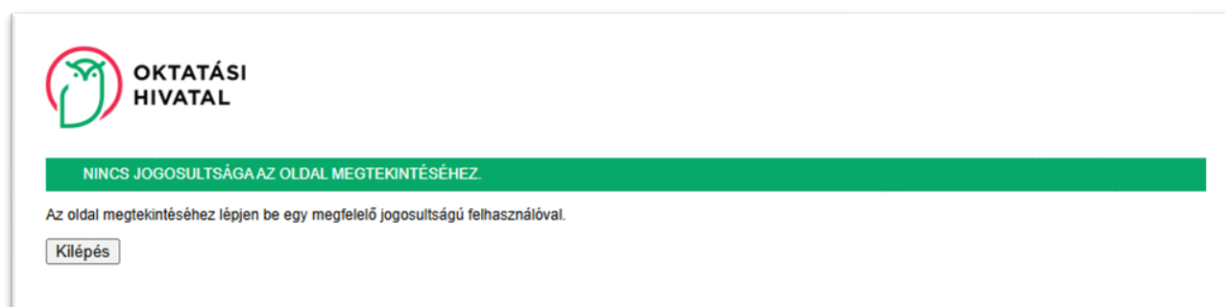 OKTATÁSI
HIVATAL
NINCS JOGOSULTSÁGA AZ OLDAL MEGTEKINTÉSÉHEZ.
Az oldal megtekintéséhez lépjen be egy megfelelő jogosultságú felhasználóval.
Kilépés